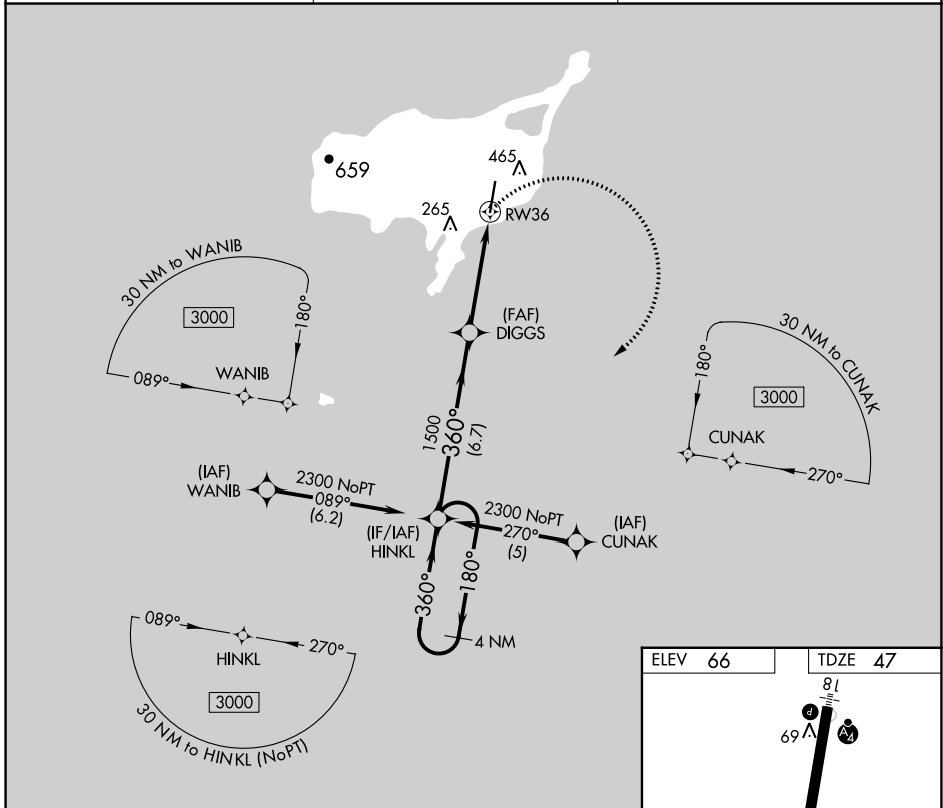 659
465
265
RW36
30 NM to WANIB
3000
180°
089°
WANIB
(FAF)
DIGGS
30 NM to CUNAK
180°
3000
CUNAK
270°
1500
360°
(6.7)
(IAF)
WANIB
2300 NoPT
089°
(6.2)
(IF/IAF)
HINKL
2300 NoPT
270°
(5)
(IAF)
CUNAK
360°
180°
4 NM
089°
270°
HINKL
3000
30 NM to HINKL (NoPT)
ELEV 66
TDZE 47
18
P
69
A4